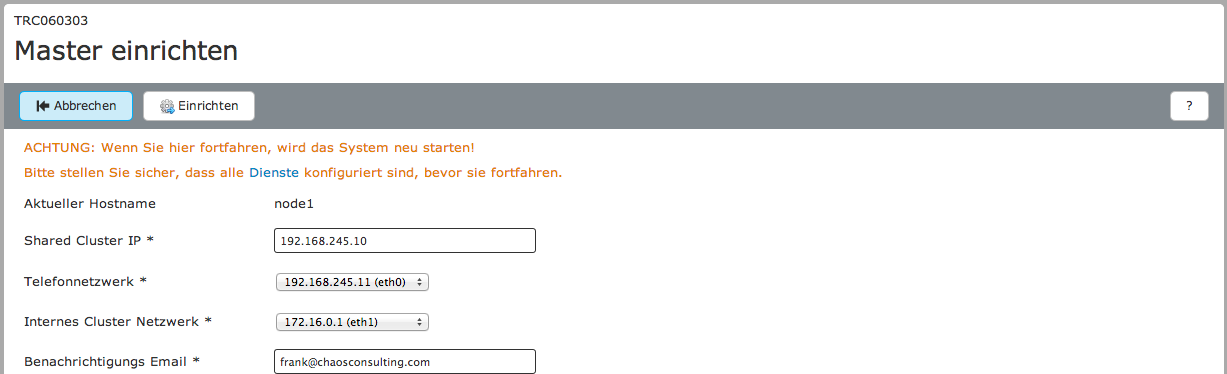 TRC060303
Master einrichten
Abbrechen Einrichten ?
ACHTUNG: Wenn Sie hier fortfahren, wird das System neu starten!
Bitte stellen Sie sicher, dass alle Dienste konfiguriert sind, bevor sie fortfahren.
Aktueller Hostname node1
Shared Cluster IP * 192.168.245.10
Telefonnetzwerk * 192.168.245.11 (eth0)
Internes Cluster Netzwerk * 172.16.0.1 (eth1)
Benachrichtigungs Email * frank@chaosconsulting.com